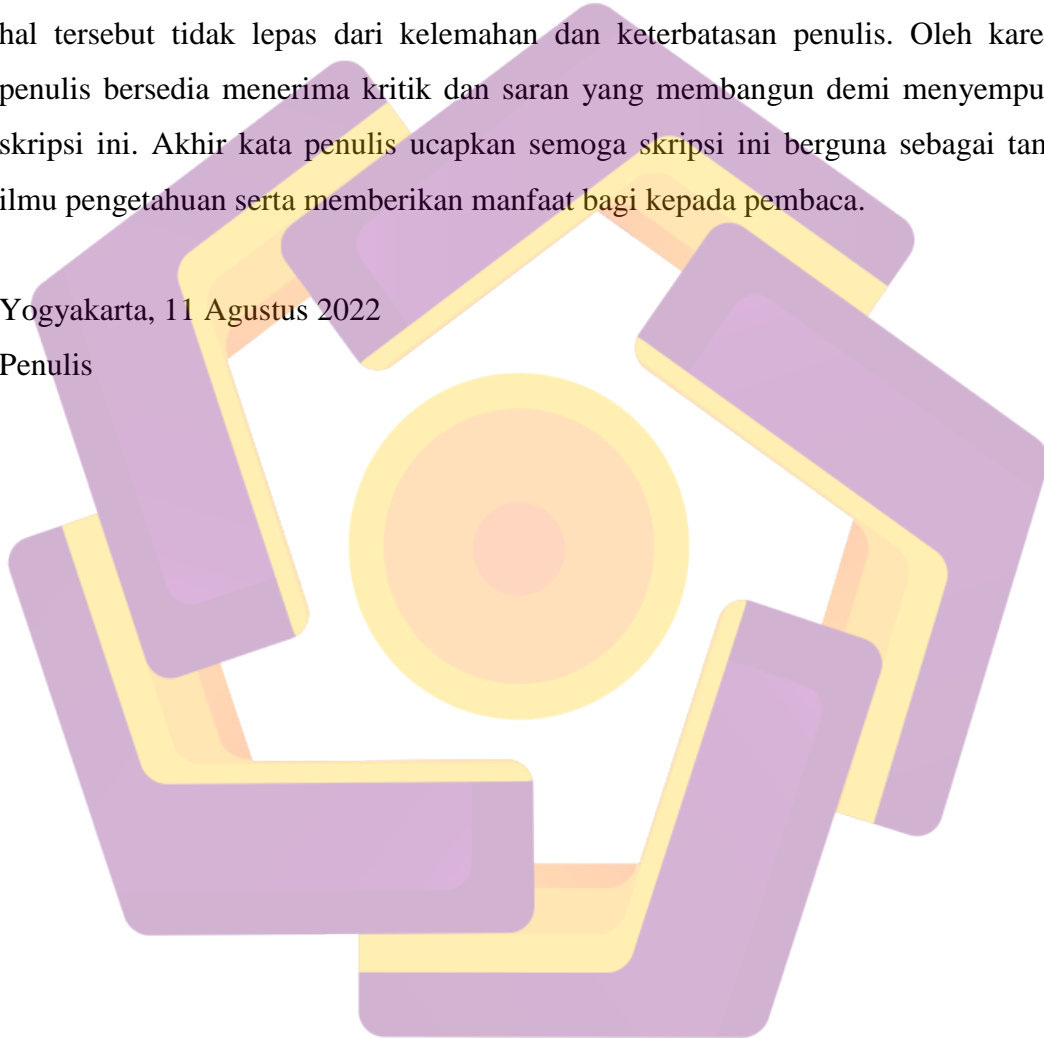 hal tersebut tidak lepas dari kelemahan dan keterbatasan penulis. Oleh kare
penulis bersedia menerima kritik dan saran yang membangun demi menyempu
skripsi ini. Akhir kata penulis ucapkan semoga skripsi ini berguna sebagai tan
ilmu pengetahuan serta memberikan manfaat bagi kepada pembaca.
Yogyakarta, 11 Agustus 2022
Penulis